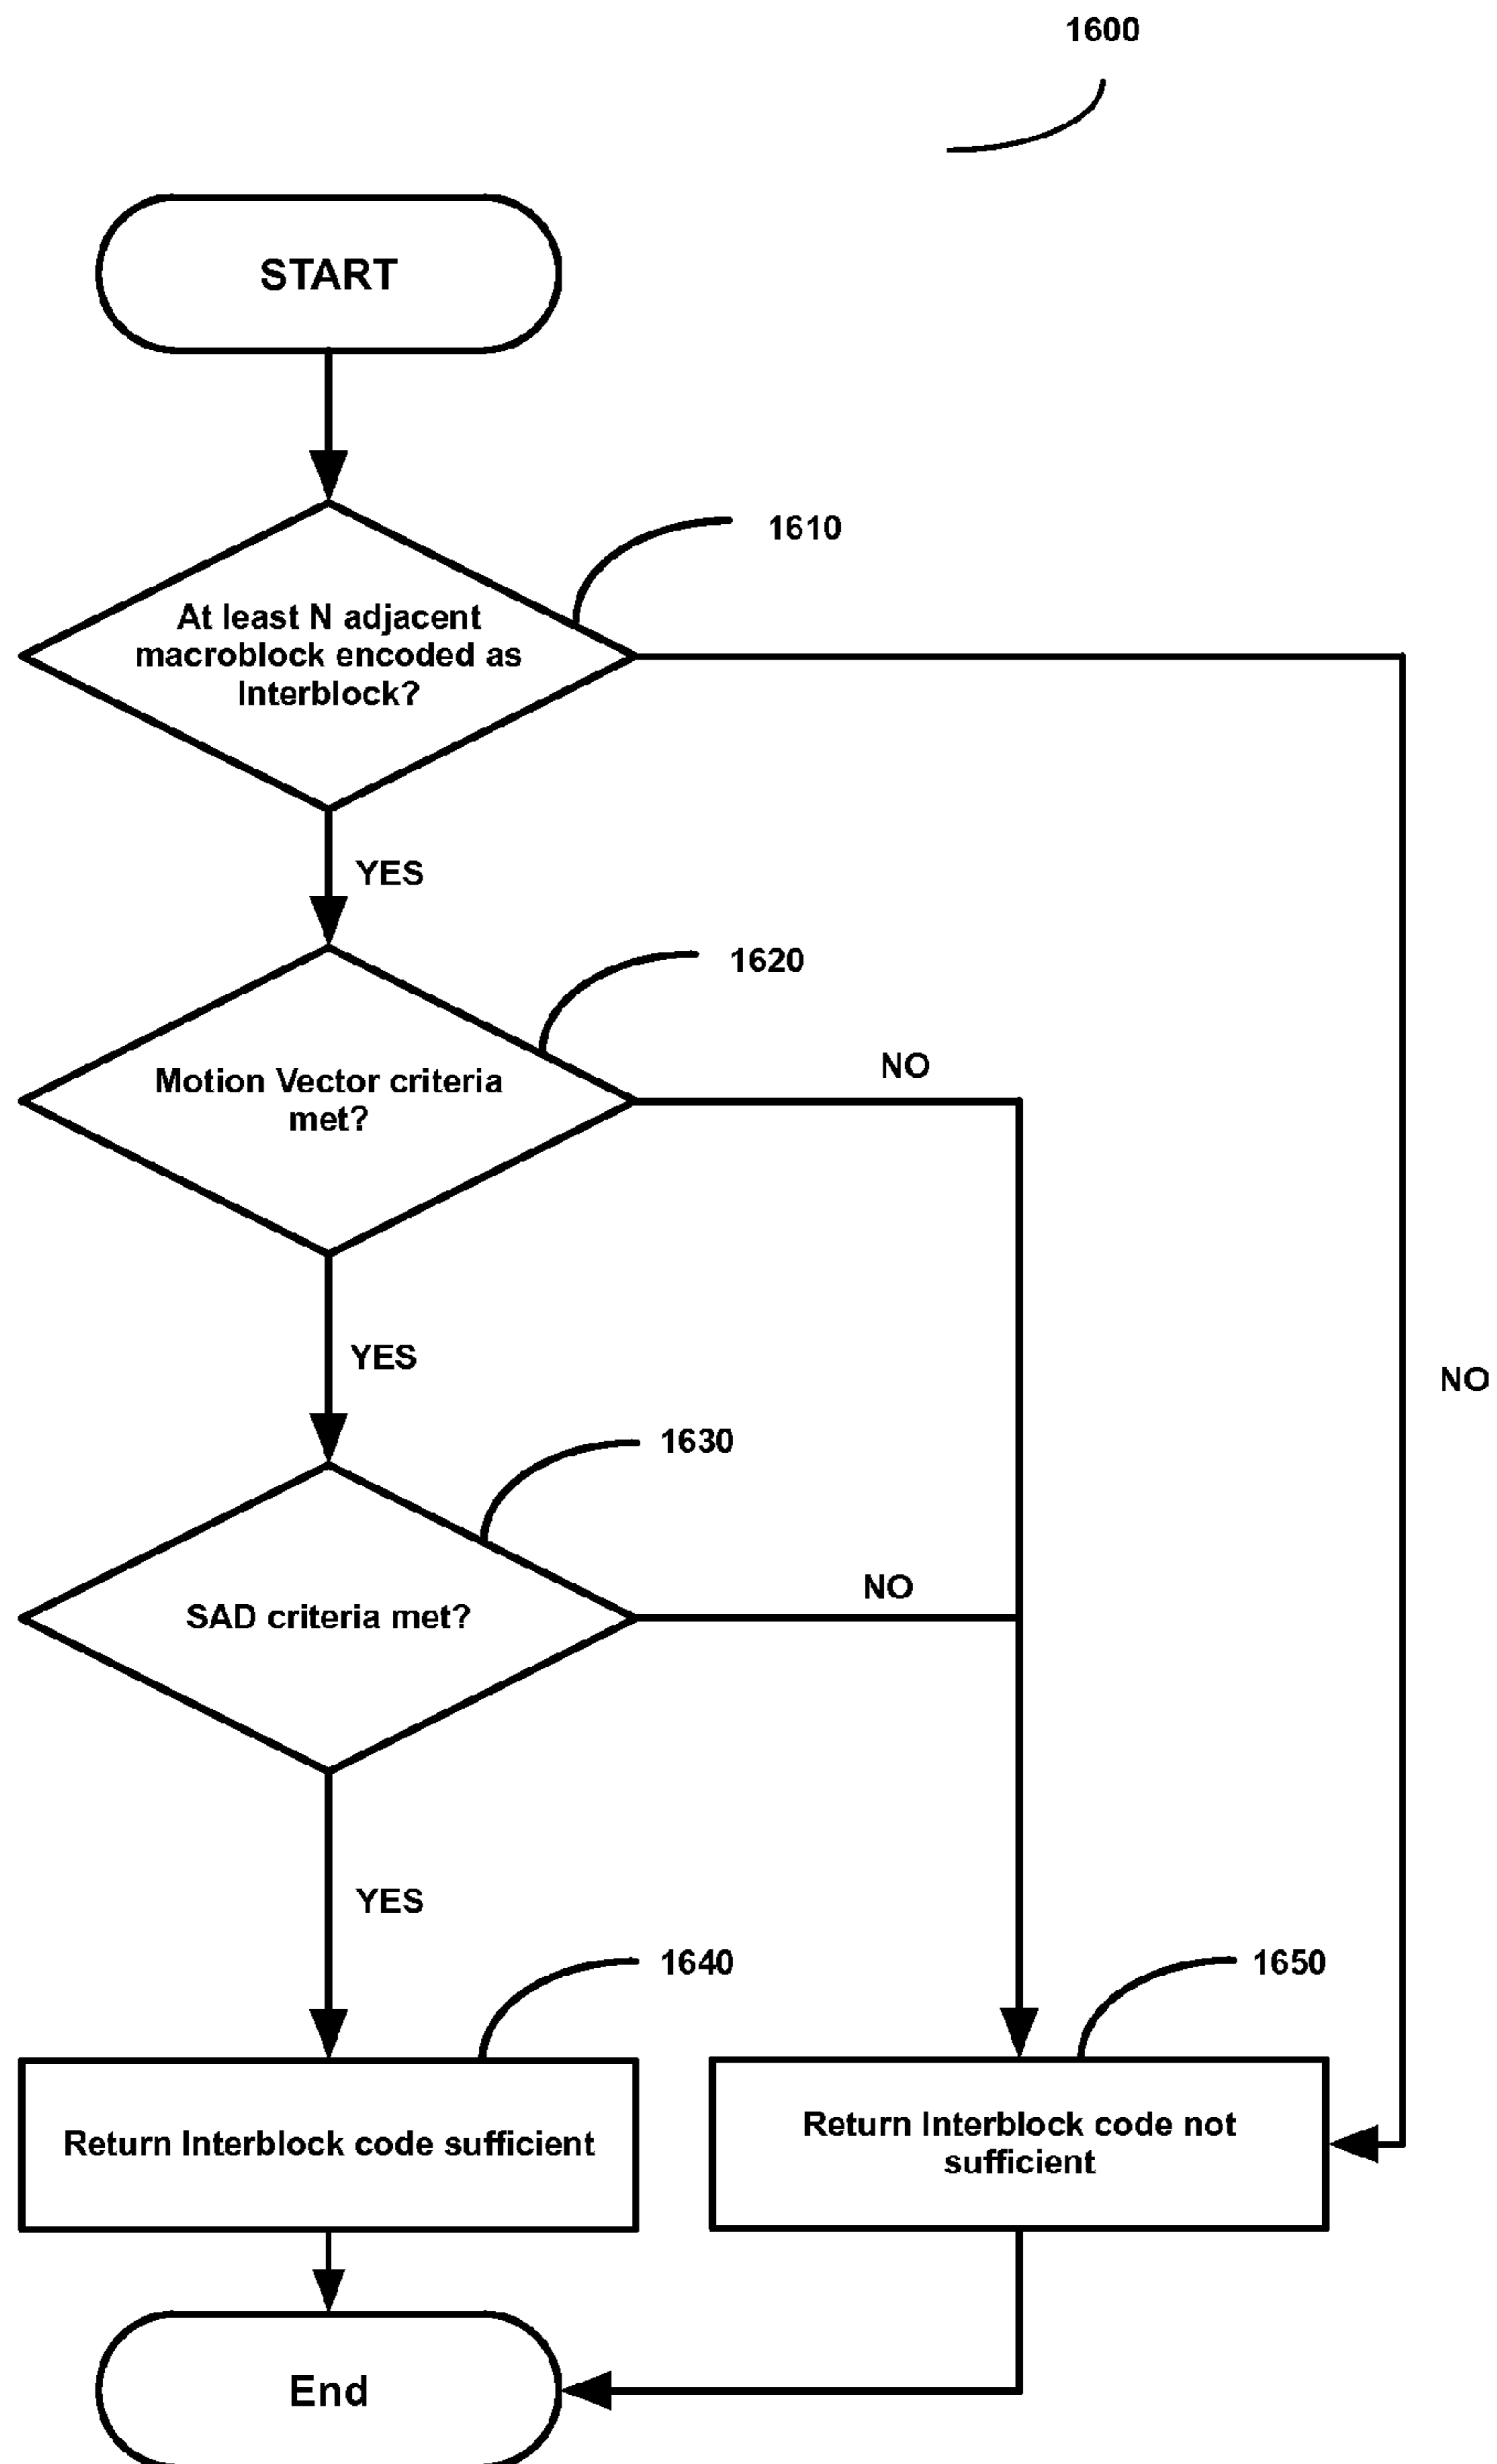 1600
START
1610
At least N adjacent
macroblock encoded as
Interblock?
YES
1620
NO
Motion Vector criteria
met?
YES
NO
1630
NO
SAD criteria met?
YES
1640
1650
Return Interblock code sufficient
Return Interblock code not
sufficient
End